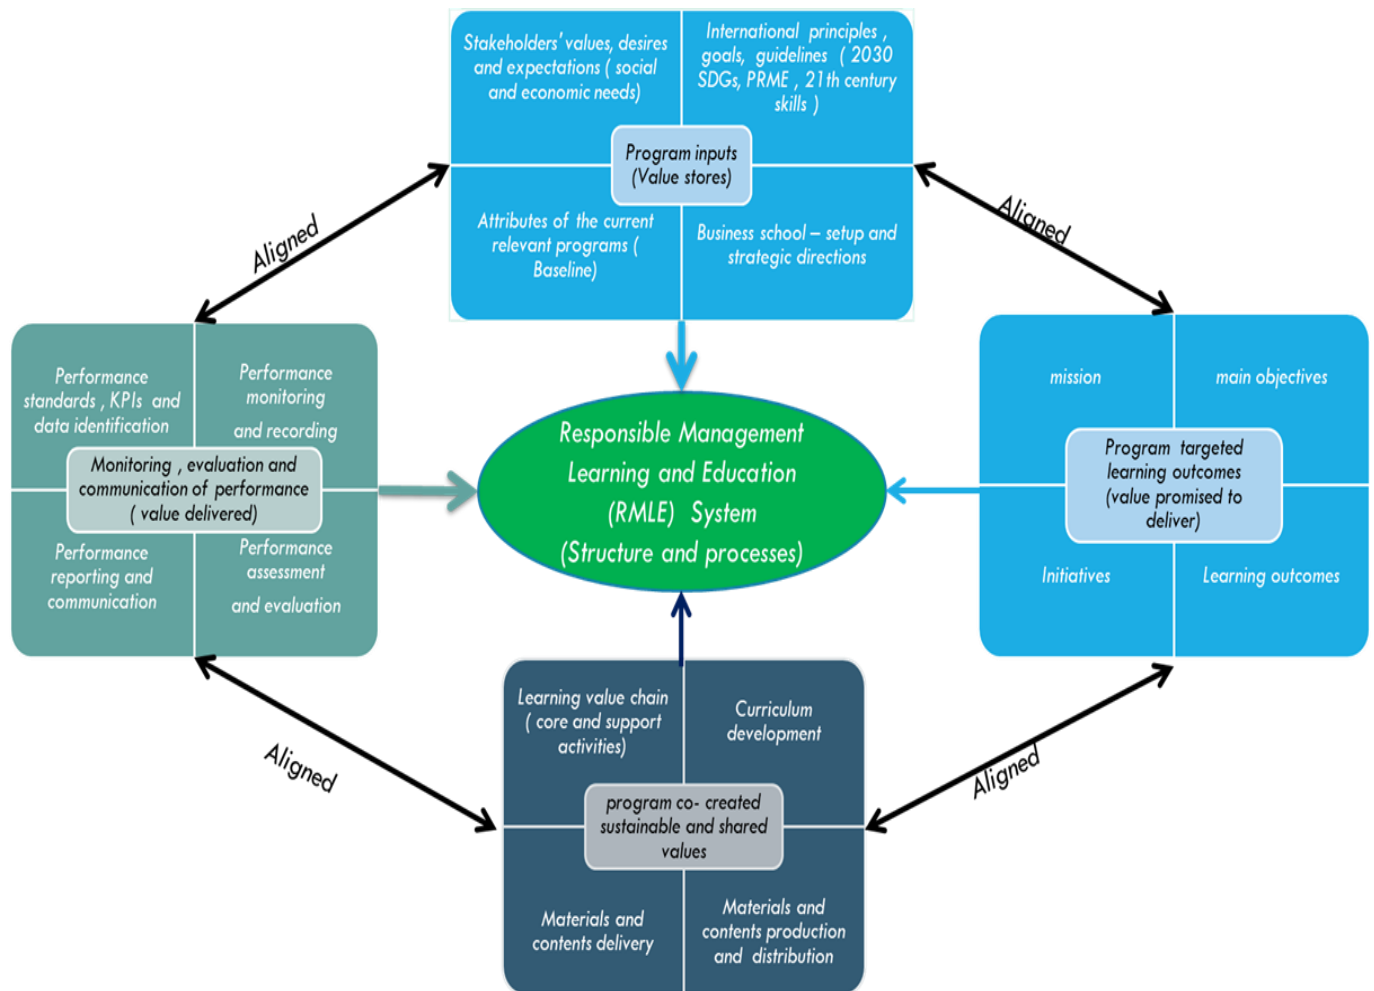 Stakeholders' values, desires
and expectations ( social
and economic needs)
International principles ,
goals, guidelines ( 2030
SDGs, PRME , 21th century
skills )
Program inputs
(Value stores)
Attributes of the current
relevant programs (
Baseline)
Business school – setup and
strategic directions
Aligned
Aligned
Performance
standards , KPIs and
data identification
Performance
monitoring
and recording
Monitoring , evaluation and
communication of performance
( value delivered)
Performance
reporting and
communication
Performance
assessment
and evaluation
Responsible Management
Learning and Education
(RMLE) System
(Structure and processes)
mission
main objectives
Program targeted
learning outcomes
(value promised to
deliver)
Initiatives
Learning outcomes
Aligned
Aligned
Learning value chain
( core and support
activities)
Curriculum
development
program co- created
sustainable and shared
values
Materials and
contents delivery
Materials and
contents production
and distribution